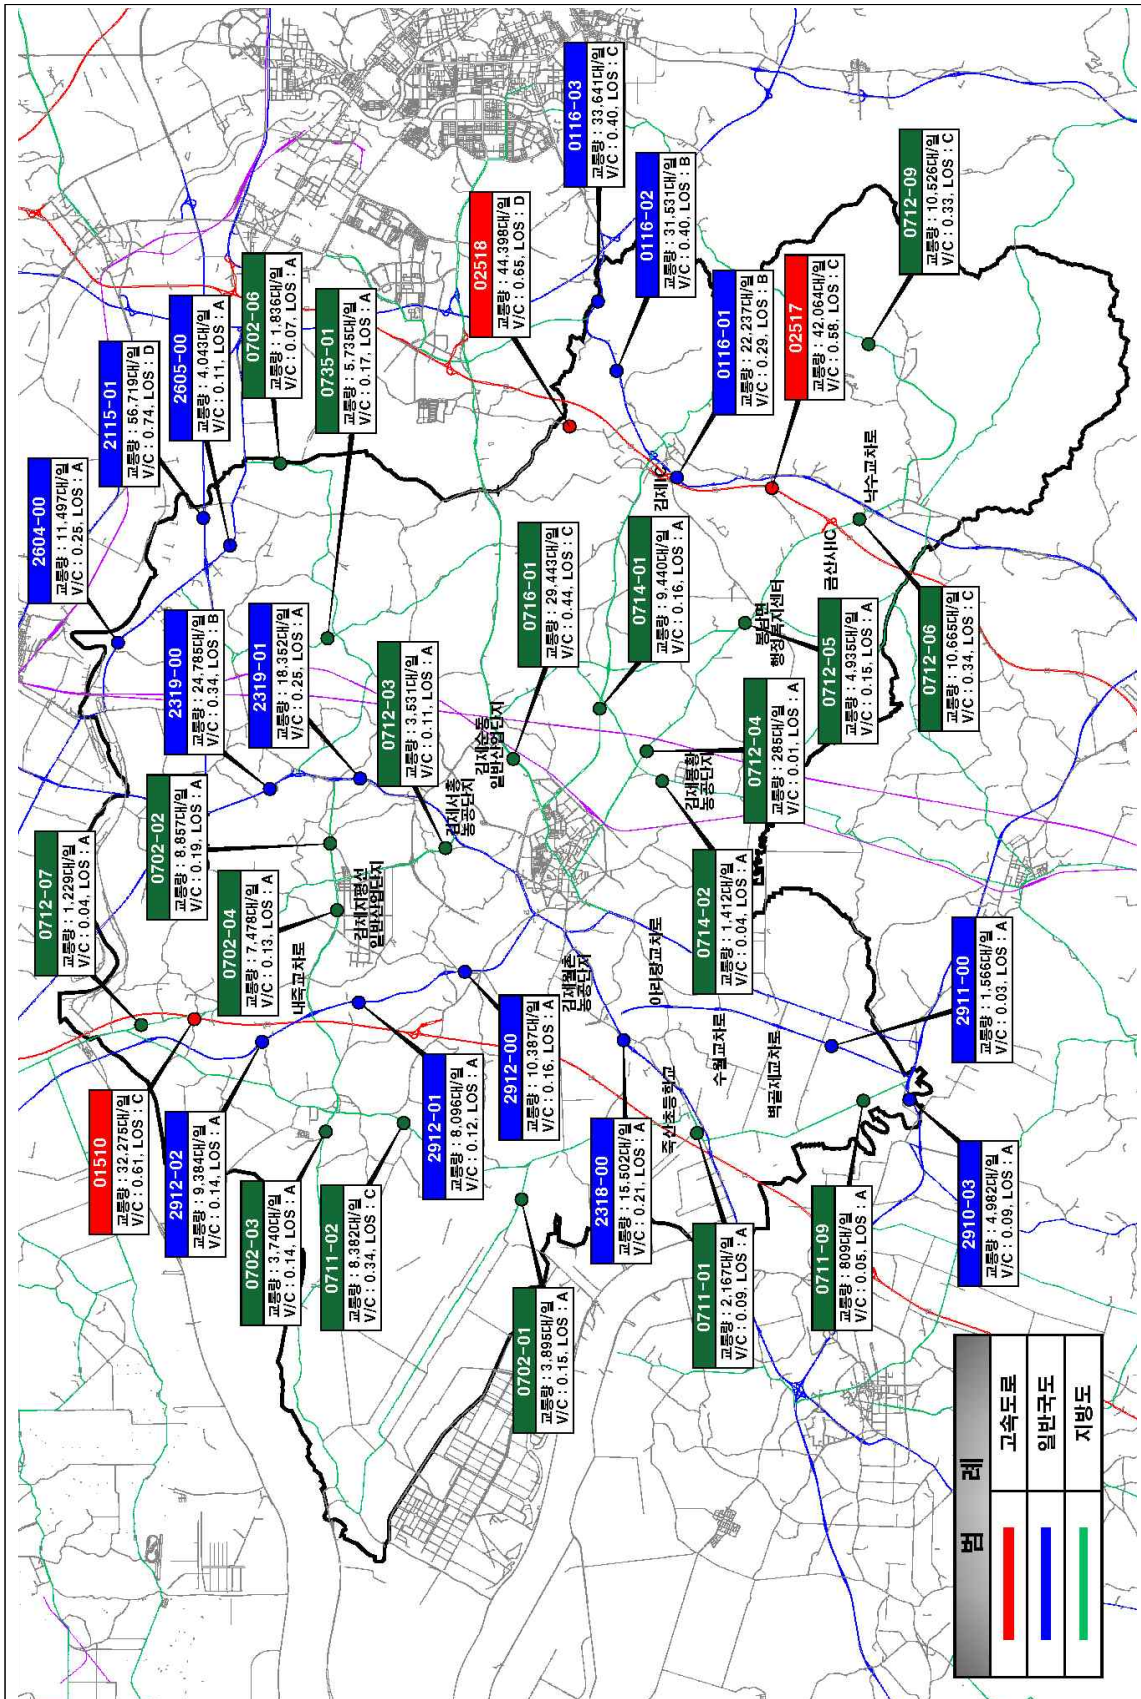 0712-07
교통량 : 1,229대/일
V/C : 0.04, LOS : A
2604-00
교통량 : 11,497대/일
V/C : 0.25, LOS : A
2115-01
교통량 : 56,719대/일
V/C : 0.74, LOS : D
2605-00
교통량 : 4,043대/일
V/C : 0.11, LOS : A
0702-06
교통량 : 1,836대/일
V/C : 0.07, LOS : A
0735-01
교통량 : 5,735대/일
V/C : 0.17, LOS : A
02518
교통량 : 44,398대/일
V/C : 0.65, LOS : D
0116-03
교통량 : 33,641대/일
V/C : 0.40, LOS : C
0116-02
교통량 : 31,531대/일
V/C : 0.40, LOS : B
0116-01
교통량 : 22,237대/일
V/C : 0.29, LOS : B
02517
교통량 : 42,064대/일
V/C : 0.58, LOS : C
0712-09
교통량 : 10,526대/일
V/C : 0.33, LOS : C
0702-02
교통량 : 8,857대/일
V/C : 0.19, LOS : A
2319-00
교통량 : 24,785대/일
V/C : 0.34, LOS : B
2319-01
교통량 : 18,352대/일
V/C : 0.25, LOS : A
0712-03
교통량 : 3,531대/일
V/C : 0.11, LOS : A
0716-01
교통량 : 29,443대/일
V/C : 0.44, LOS : C
0714-01
교통량 : 9,440대/일
V/C : 0.16, LOS : A
0702-04
교통량 : 7,478대/일
V/C : 0.13, LOS : A
내죽교차로
김제지평선
일반산업단지
김제서흥
농공단지
김제순동
일반산업단지
김제IC
김제봉황
농공단지
봉남면
행정복지센터
금산사IC
낙수교차로
0712-04
교통량 : 285대/일
V/C : 0.01, LOS : A
0712-05
교통량 : 4,935대/일
V/C : 0.15, LOS : A
0712-06
교통량 : 10,665대/일
V/C : 0.34, LOS : C
0714-02
교통량 : 1,412대/일
V/C : 0.04, LOS : A
01510
교통량 : 32,275대/일
V/C : 0.61, LOS : C
2912-02
교통량 : 9,384대/일
V/C : 0.14, LOS : A
0702-03
교통량 : 3,740대/일
V/C : 0.14, LOS : A
0711-02
교통량 : 8,382대/일
V/C : 0.34, LOS : C
2912-01
교통량 : 8,096대/일
V/C : 0.12, LOS : A
2912-00
교통량 : 10,387대/일
V/C : 0.16, LOS : A
김제월촌
농공단지
아리랑교차로
죽산초등학교
수월교차로
벽골제교차로
2318-00
교통량 : 15,502대/일
V/C : 0.21, LOS : A
0702-01
교통량 : 3,895대/일
V/C : 0.15, LOS : A
0711-01
교통량 : 2,167대/일
V/C : 0.09, LOS : A
0711-09
교통량 : 809대/일
V/C : 0.05, LOS : A
2911-00
교통량 : 1,566대/일
V/C : 0.03, LOS : A
2910-03
교통량 : 4,982대/일
V/C : 0.09, LOS : A
범 례
고속도로
일반국도
지방도